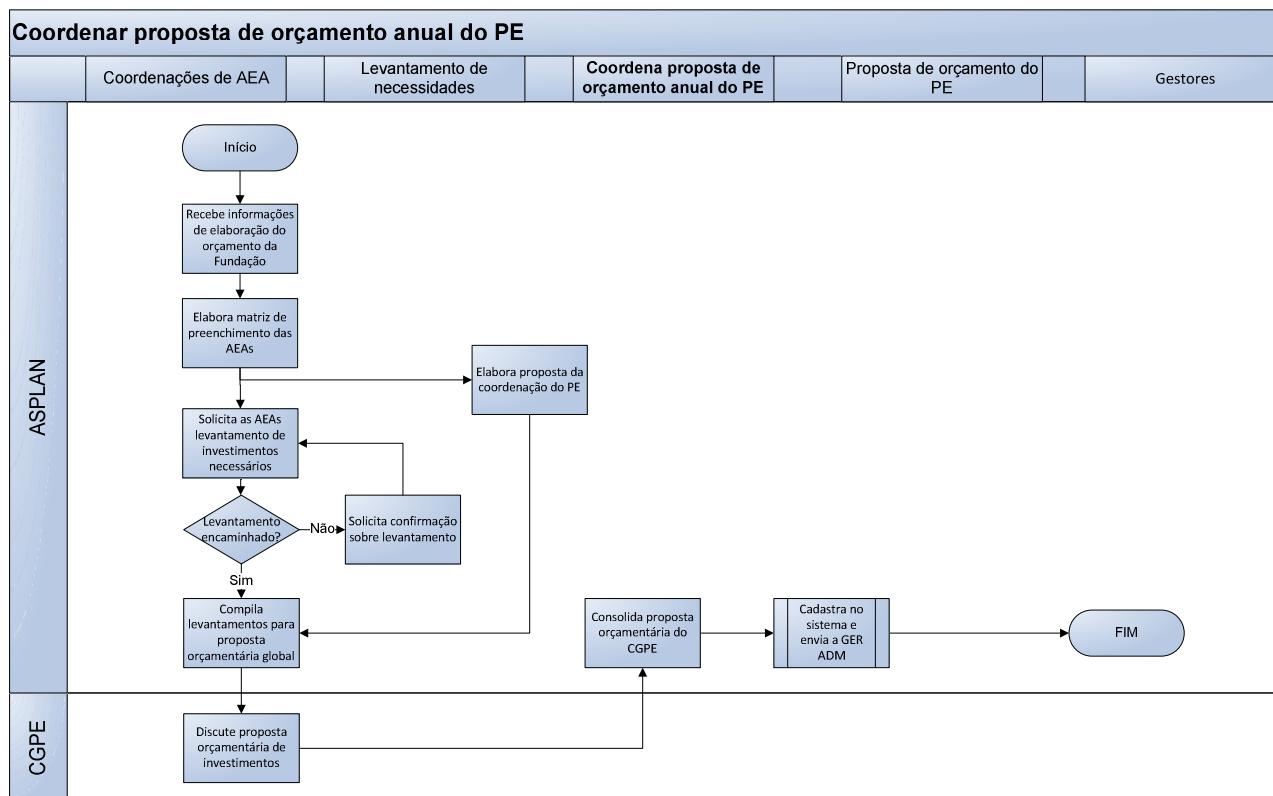 Coordenar proposta de orçamento anual do PE
Coordenações de AEA
Levantamento de
necessidades
Coordena proposta de
orçamento anual do PE
Proposta de orçamento do
PE
Gestores
ASPLAN
Início
Recebe informações
de elaboração do
orçamento da
Fundação
Elabora matriz de
preenchimento das
AEAs
Elabora proposta da
coordenação do PE
Solicita as AEAs
levantamento de
investimentos
necessários
Levantamento
encaminhado?
Não
Solicita confirmação
sobre levantamento
Sim
Compila
levantamentos para
proposta
orçamentária global
Consolida proposta
orçamentária do
CGPE
Cadastra no
sistema e
envia a GER
ADM
FIM
CGPE
Discute proposta
orçamentária de
investimentos